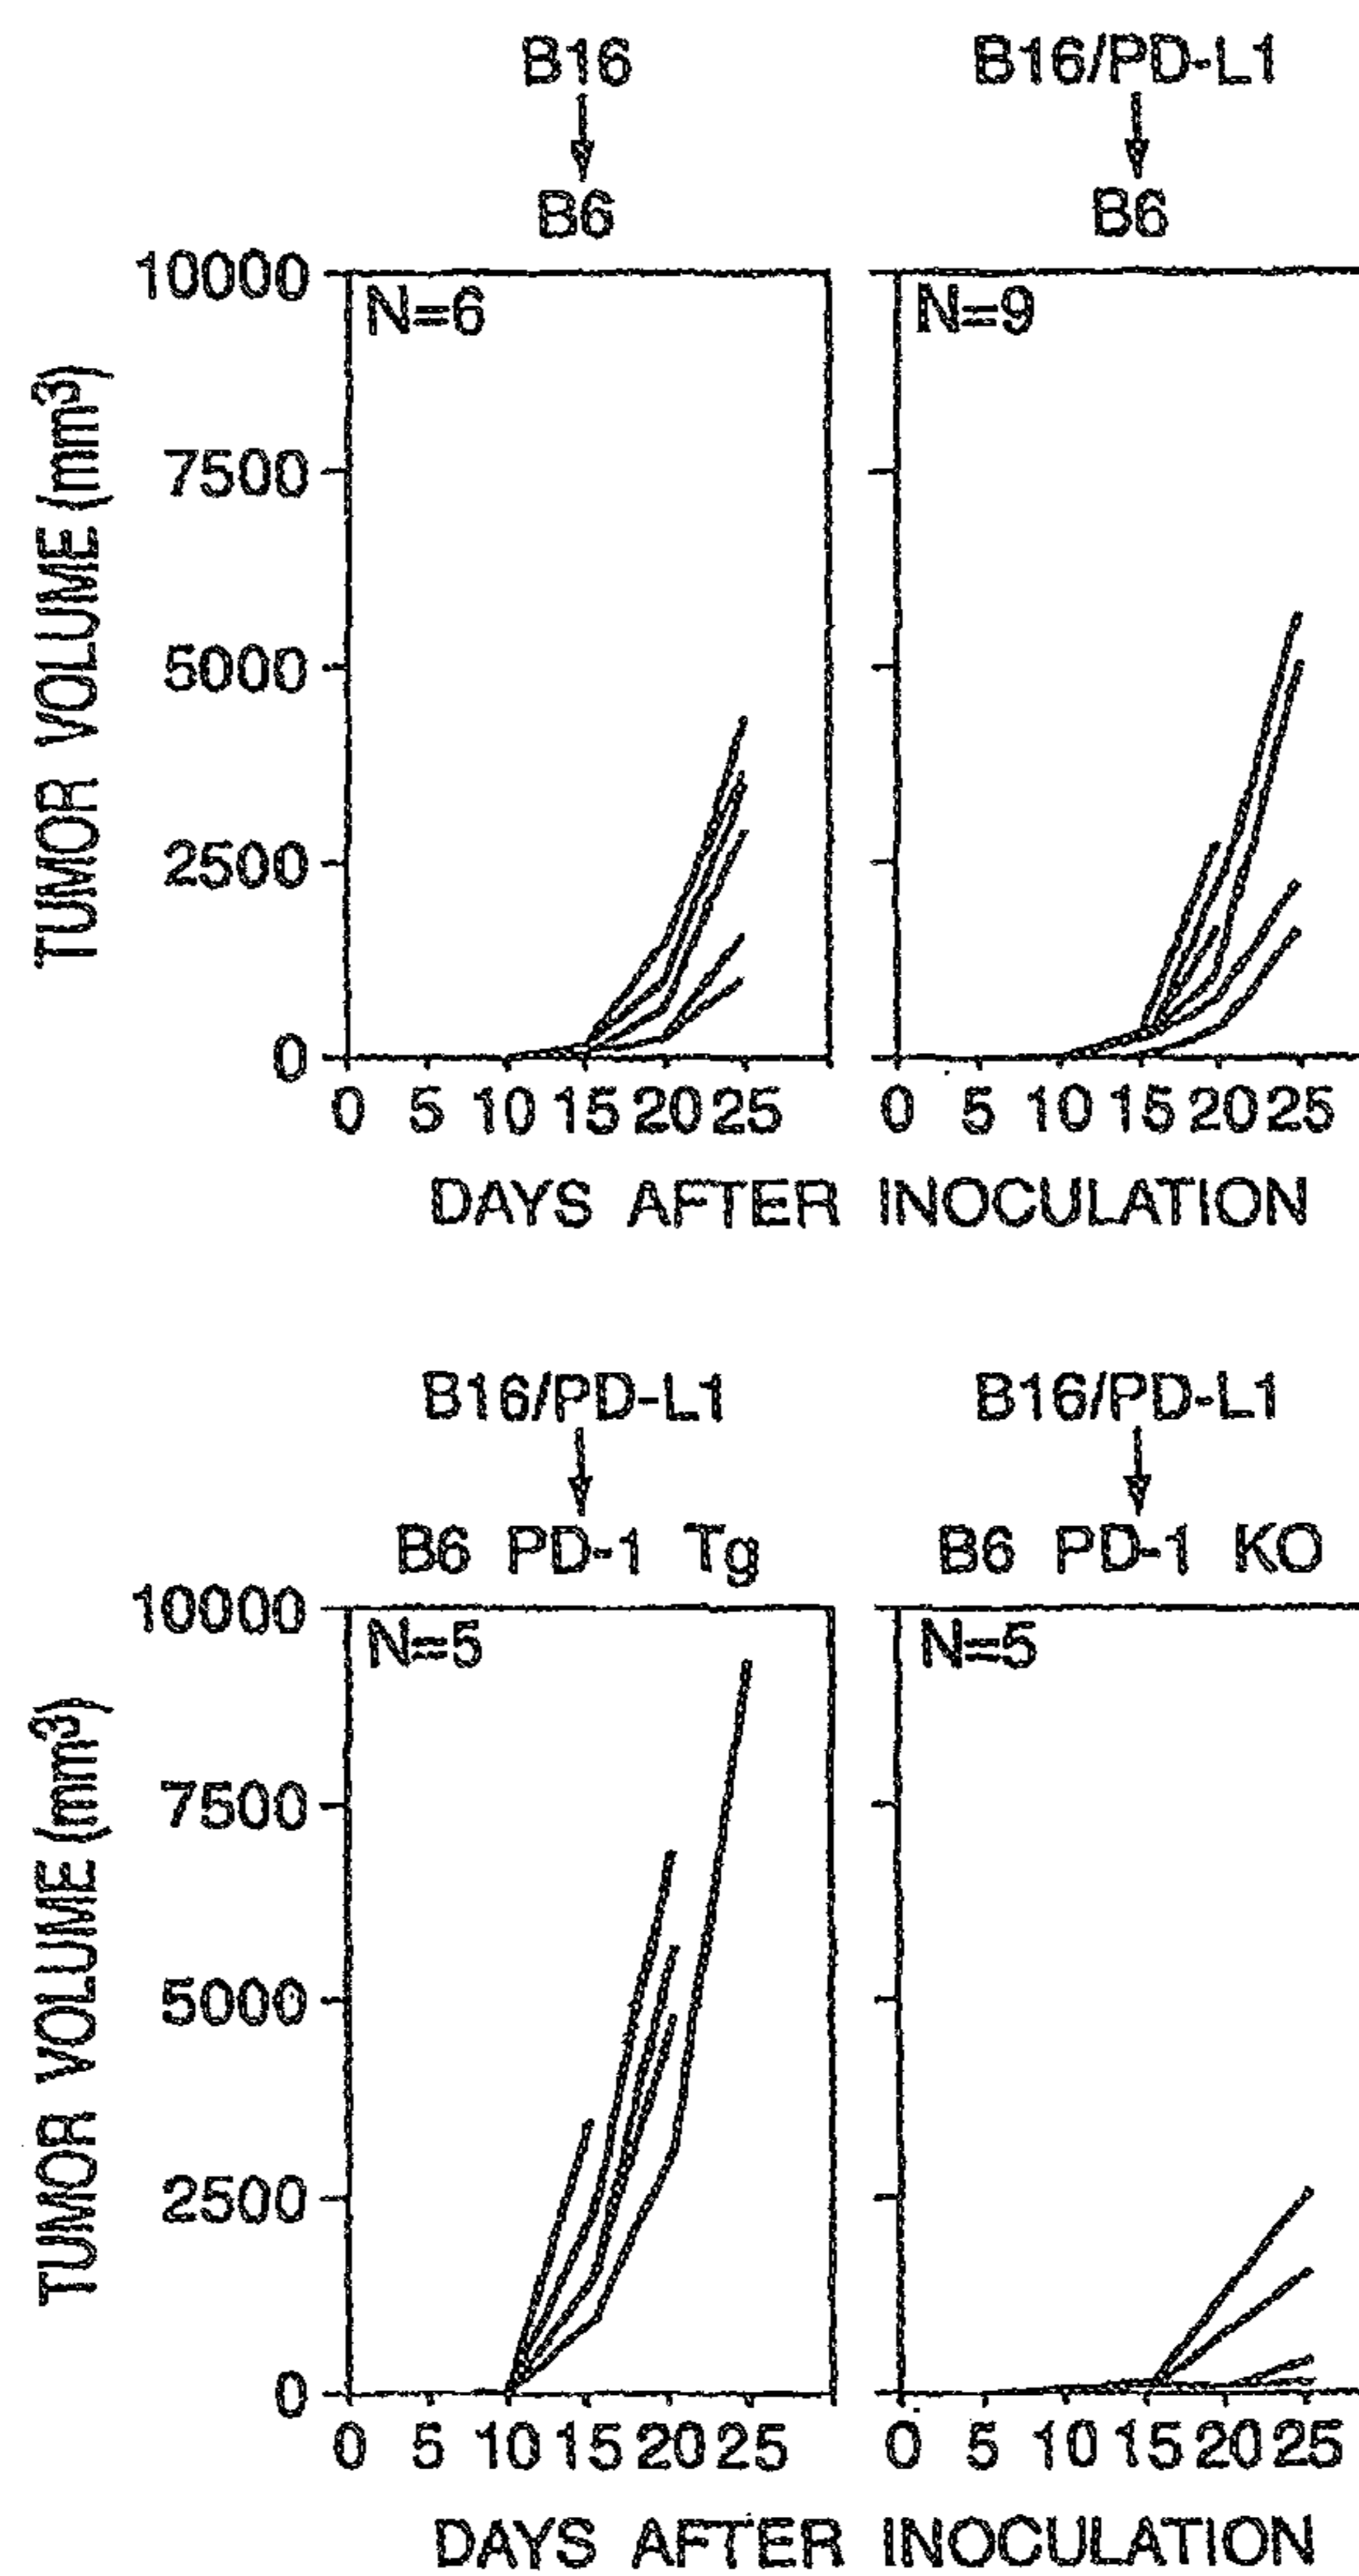 B16 B16/PD-L1
B6 B6
N=6 N=9
10000
7500
5000
2500
0
TUMOR VOLUME (mm³)
0 5 10 15 20 25 0 5 10 15 20 25
DAYS AFTER INOCULATION
B16/PD-L1 B16/PD-L1
B6 PD-1 Tg B6 PD-1 KO
N=5 N=5
10000
7500
5000
2500
0
TUMOR VOLUME (mm³)
0 5 10 15 20 25 0 5 10 15 20 25
DAYS AFTER INOCULATION